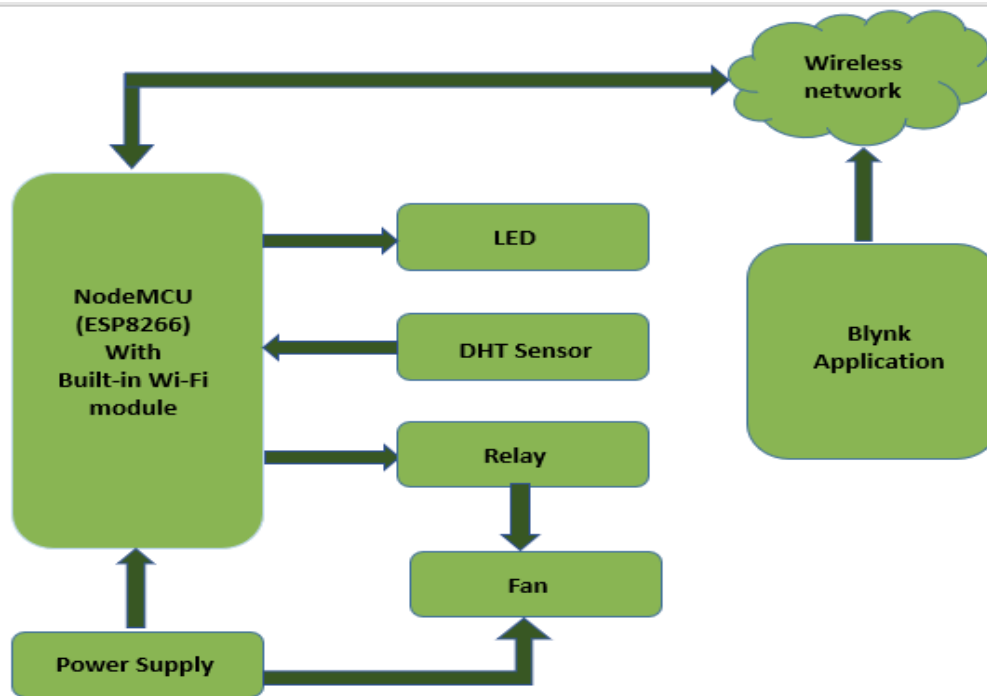 Wireless
network
LED
NodeMCU
(ESP8266)
With
Built-in Wi-Fi
module
DHT Sensor
Blynk
Application
Relay
Fan
Power Supply